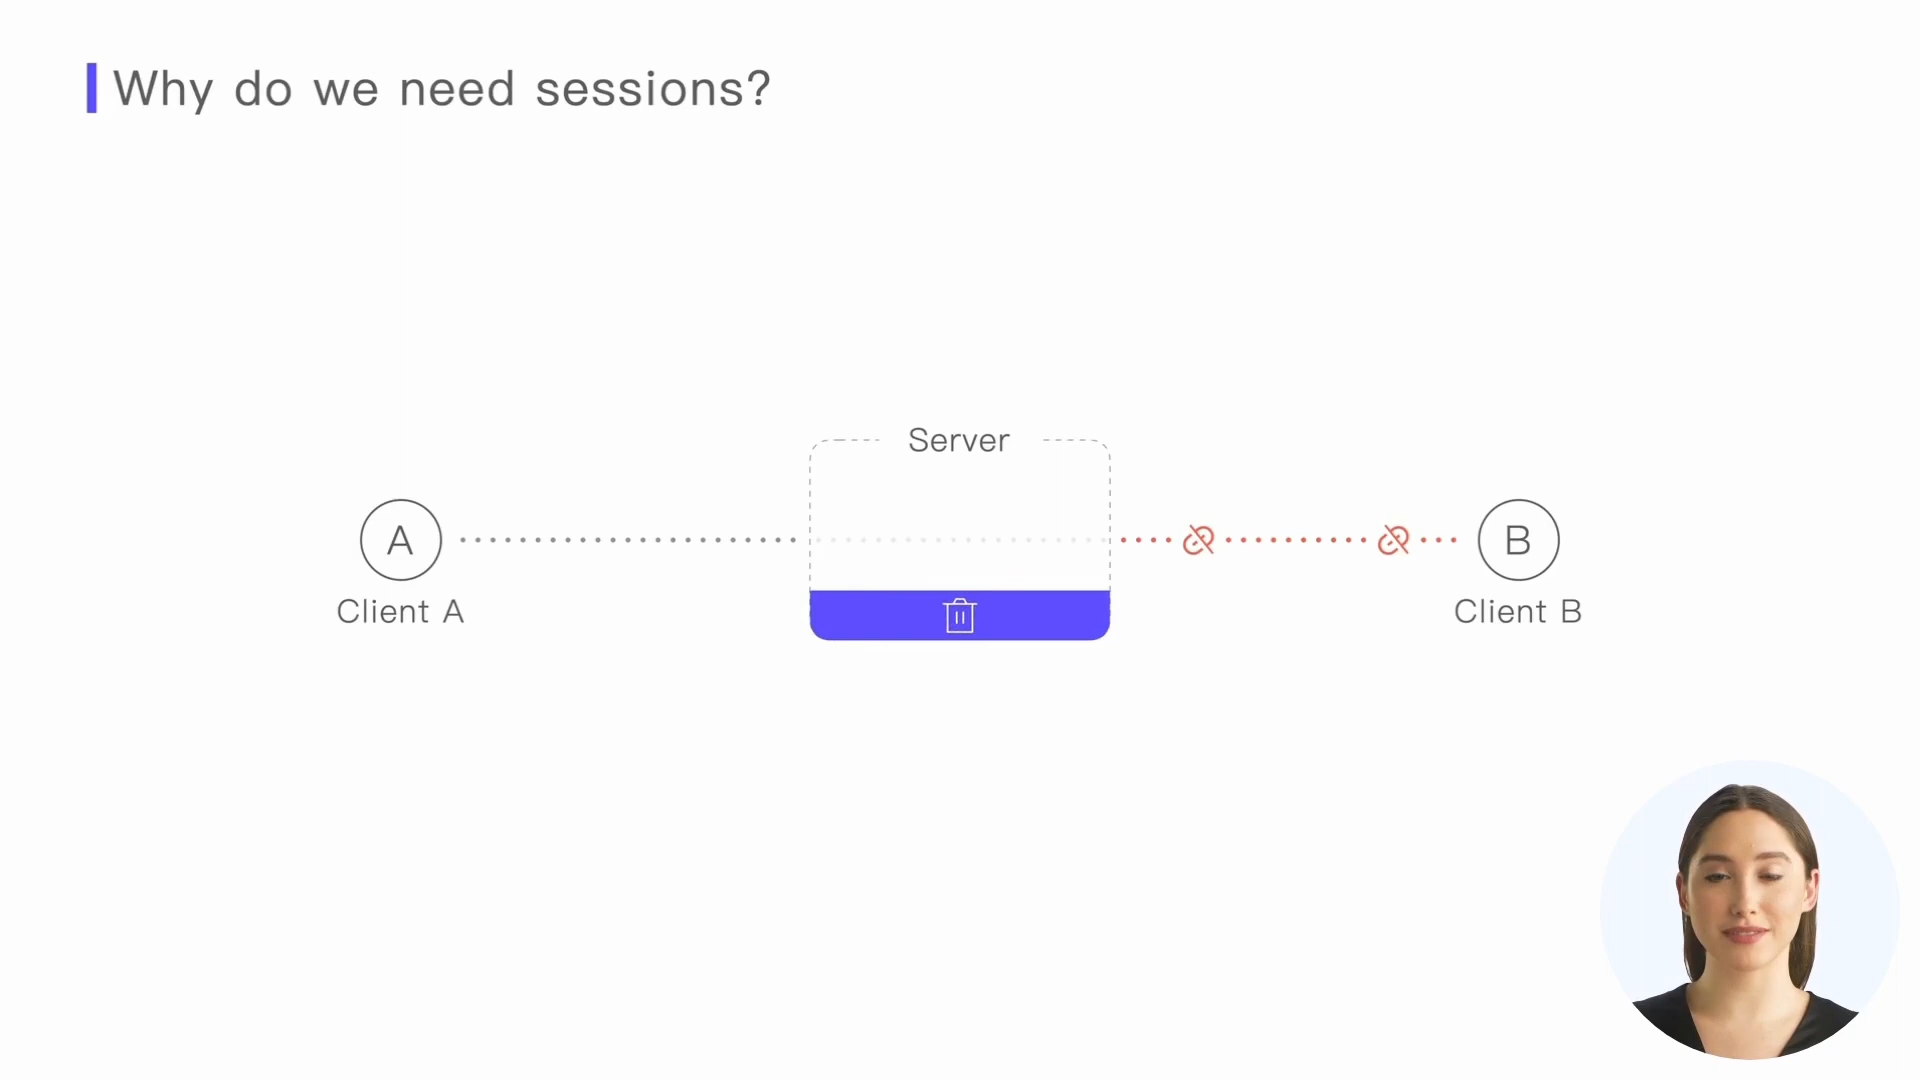 Why do we need sessions?
Server
A
B
Client A
Client B